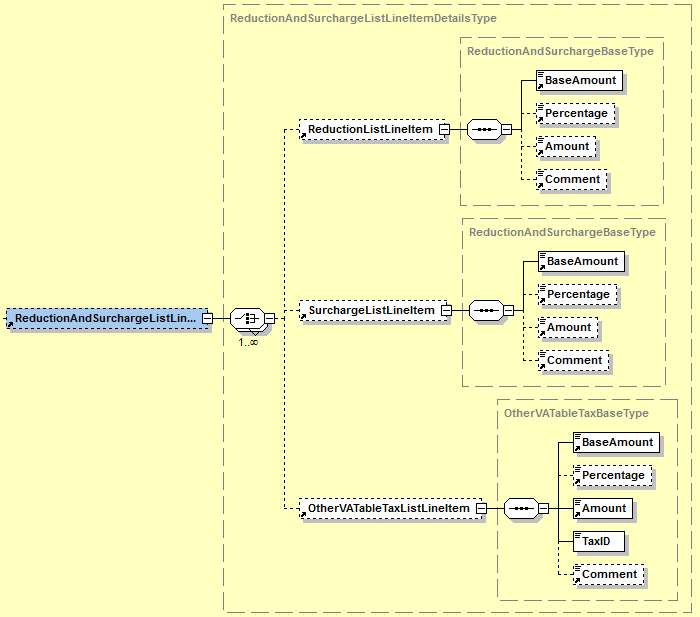 ReductionAndSurchargeListLineItemDetailsType
ReductionAndSurchargeBaseType
BaseAmount
ReductionListLineItem
Percentage
Amount
Comment
ReductionAndSurchargeBaseType
BaseAmount
SurchargeListLineItem
Percentage
Amount
Comment
ReductionAndSurchargeListLin...
1..∞
OtherVATableTaxBaseType
BaseAmount
Percentage
OtherVATableTaxListLineItem
Amount
TaxID
Comment